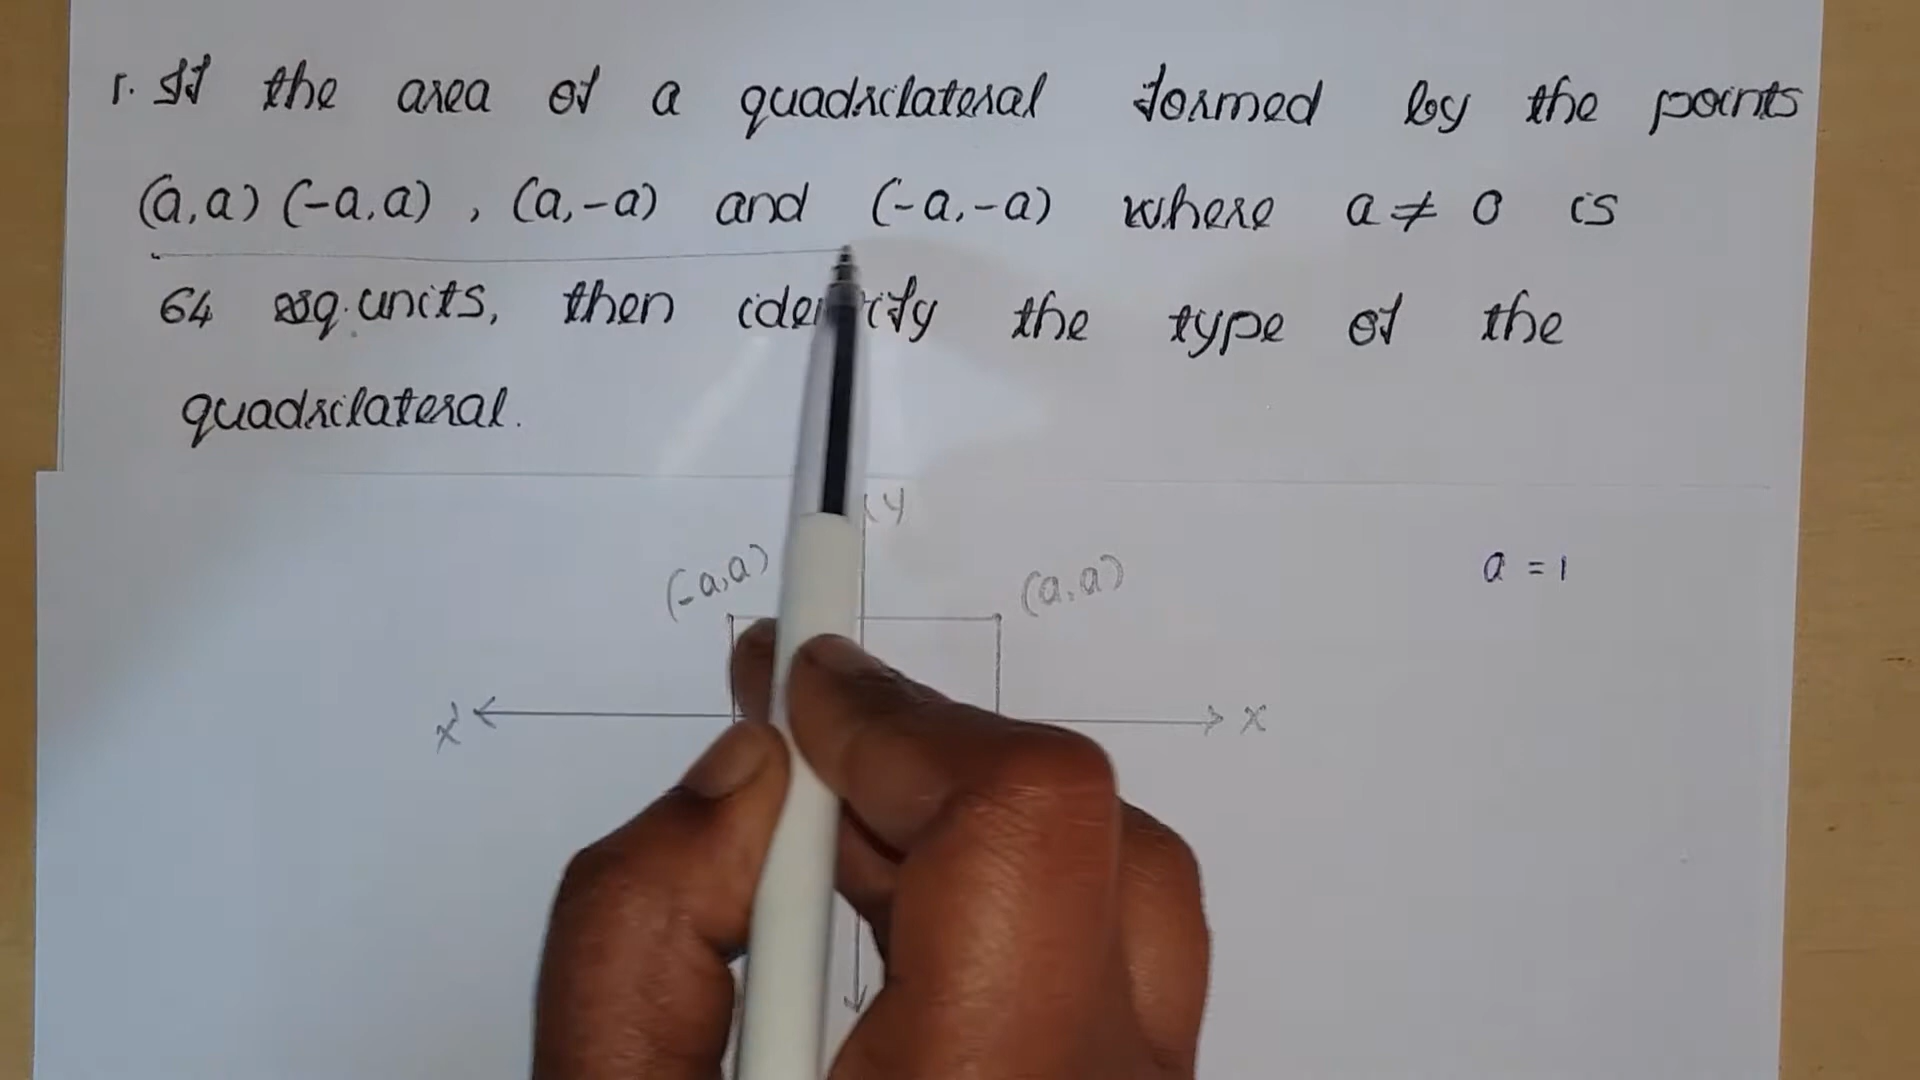 1. If the area of a quadrilateral formed by the points
(a,a) (-a,a) , (a,-a) and (-a,-a) where a ≠ 0 is
64 sq.units, then identify the type of the
quadrilateral.
Y
(-a,a) (a,a) a = 1
X' X